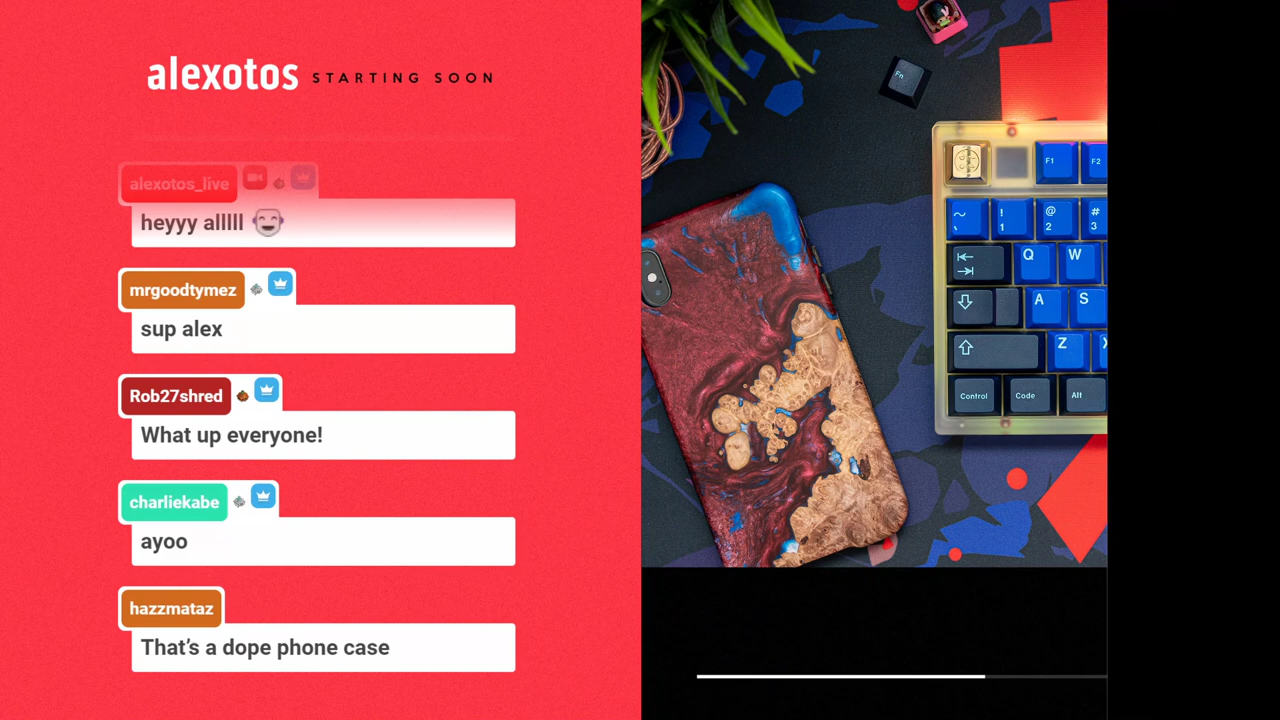 alexotos STARTING SOON
alexotos_live
heyyy alllll
mrgoodtymez
sup alex
Rob27shred
What up everyone!
charliekabe
ayoo
hazzmataz
That's a dope phone case
Fn
F1 F2
~ ! @ #
` 1 2 3
Q W
A S
Z X
Control Code Alt